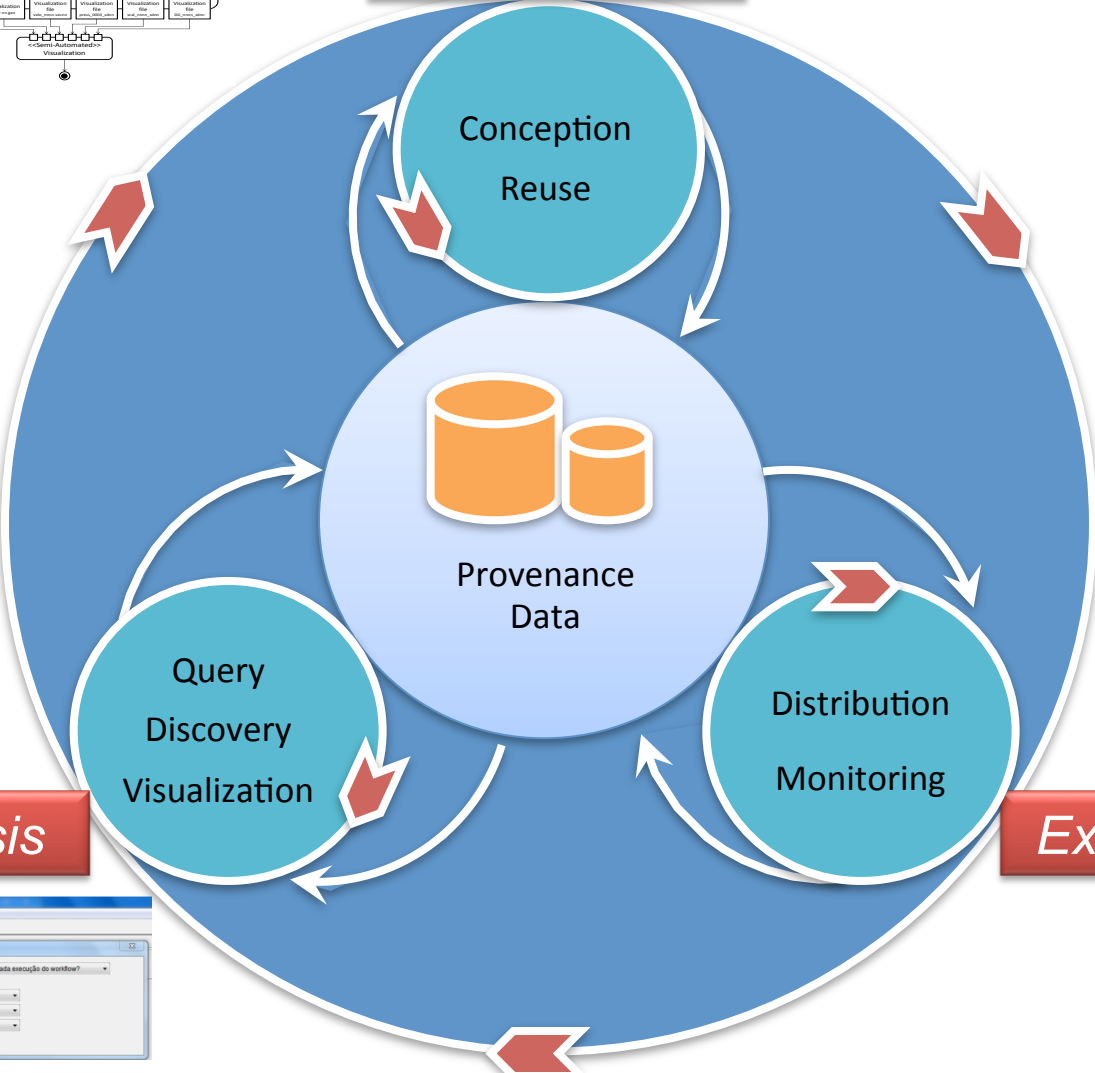 Visualization
file
Visualization
file
Visualization
file
Visualization
file
<<Semi-Automated>>
Visualization
Conception
Reuse
Provenance
Data
Query
Discovery
Visualization
Distribution
Monitoring
sis
Ex
ada execução do workflow?